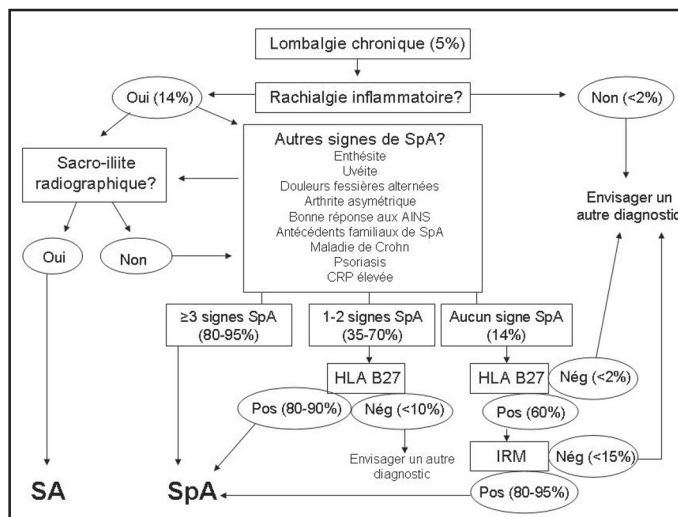 Lombalgie chronique (5%)
Oui (14%)
Rachialgie inflammatoire?
Non (<2%)
Autres signes de SpA?
Enthésite
Uvéite
Douleurs fessières alternées
Arthrite asymétrique
Bonne réponse aux AINS
Antécédents familiaux de SpA
Maladie de Crohn
Psoriasis
CRP élevée
Sacro-iliite
radiographique?
Envisager un
autre diagnostic
Oui
Non
≥3 signes SpA
(80-95%)
1-2 signes SpA
(35-70%)
Aucun signe SpA
(14%)
HLA B27
HLA B27
Nég (<2%)
Pos (80-90%)
Nég (<10%)
Pos (60%)
Envisager un autre
diagnostic
IRM
Nég (<15%)
Pos (80-95%)
SA
SpA